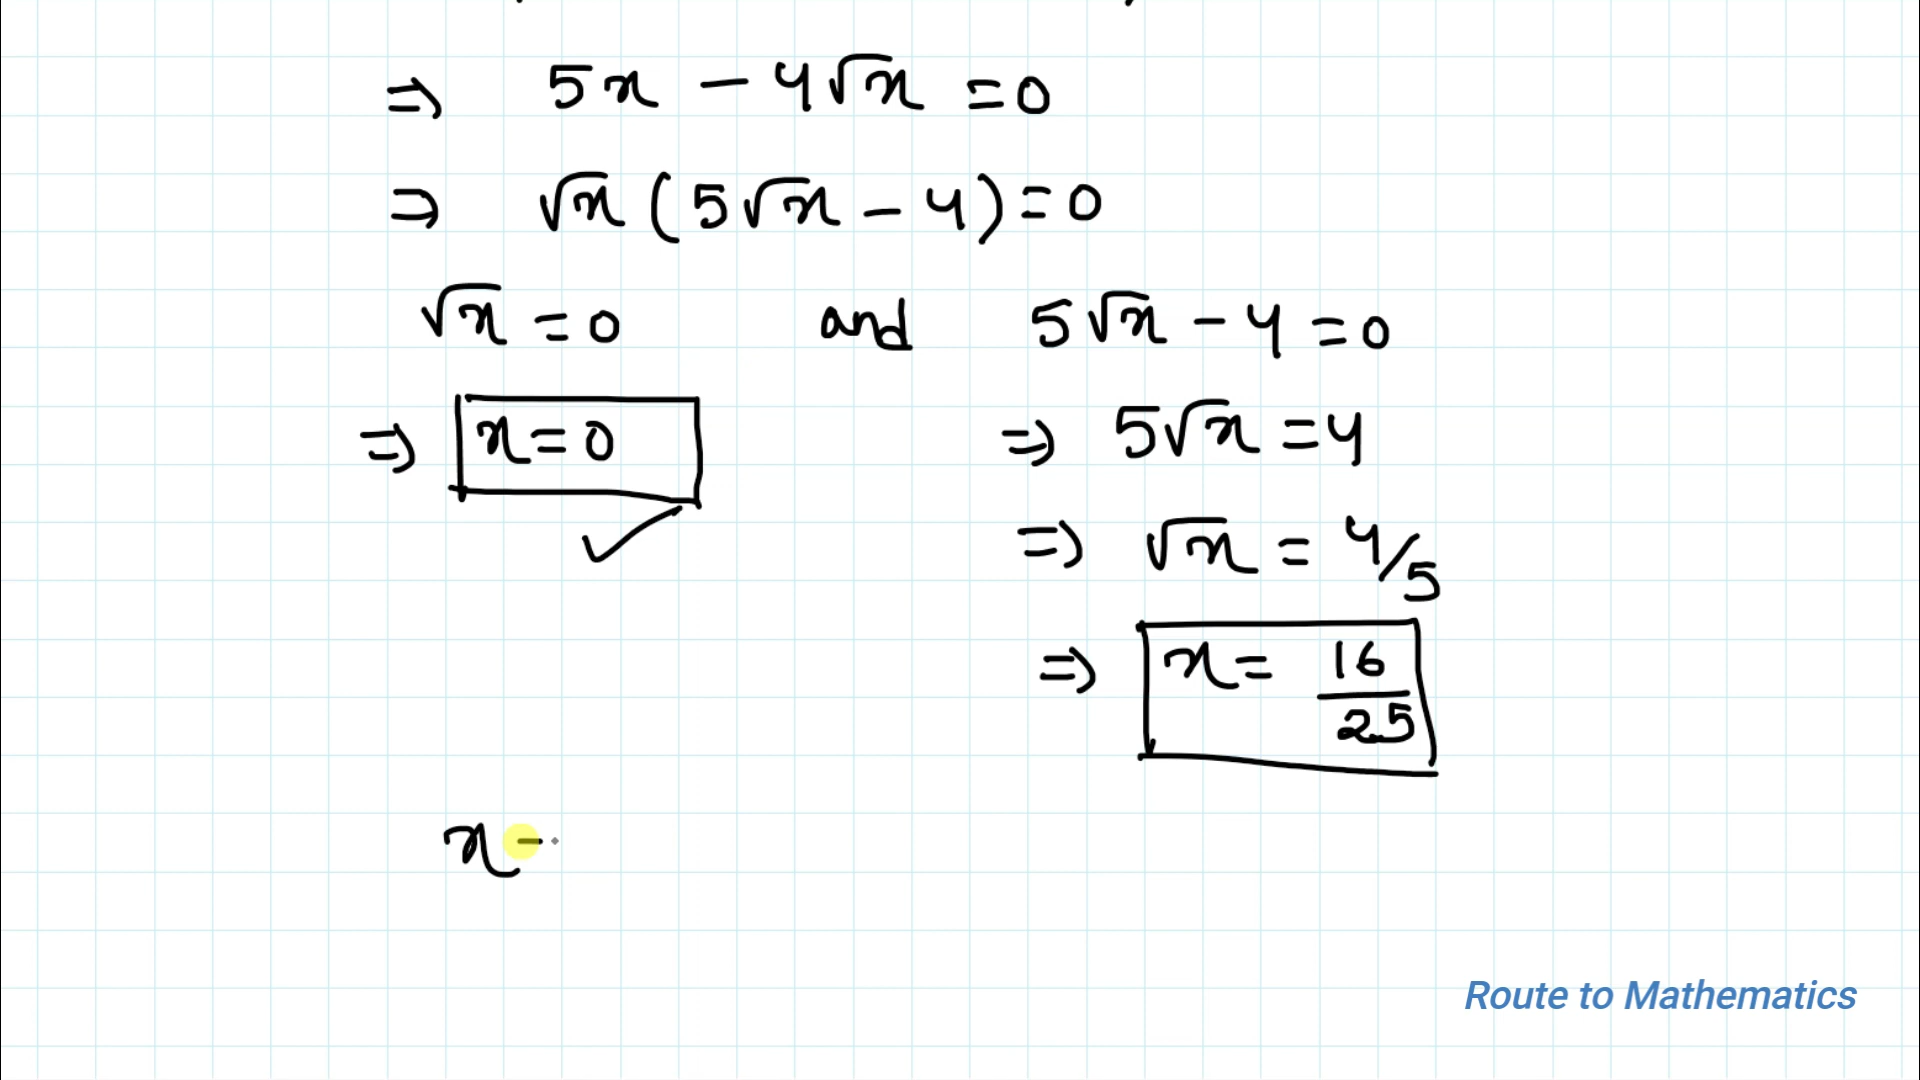 ⇒ 5x - 4√x = 0
⇒ √x (5√x - 4) = 0
√x = 0 and 5√x - 4 = 0
⇒ x = 0 ⇒ 5√x = 4
✓
⇒ √x = 4/5
⇒ x = 16/25
x -
Route to Mathematics